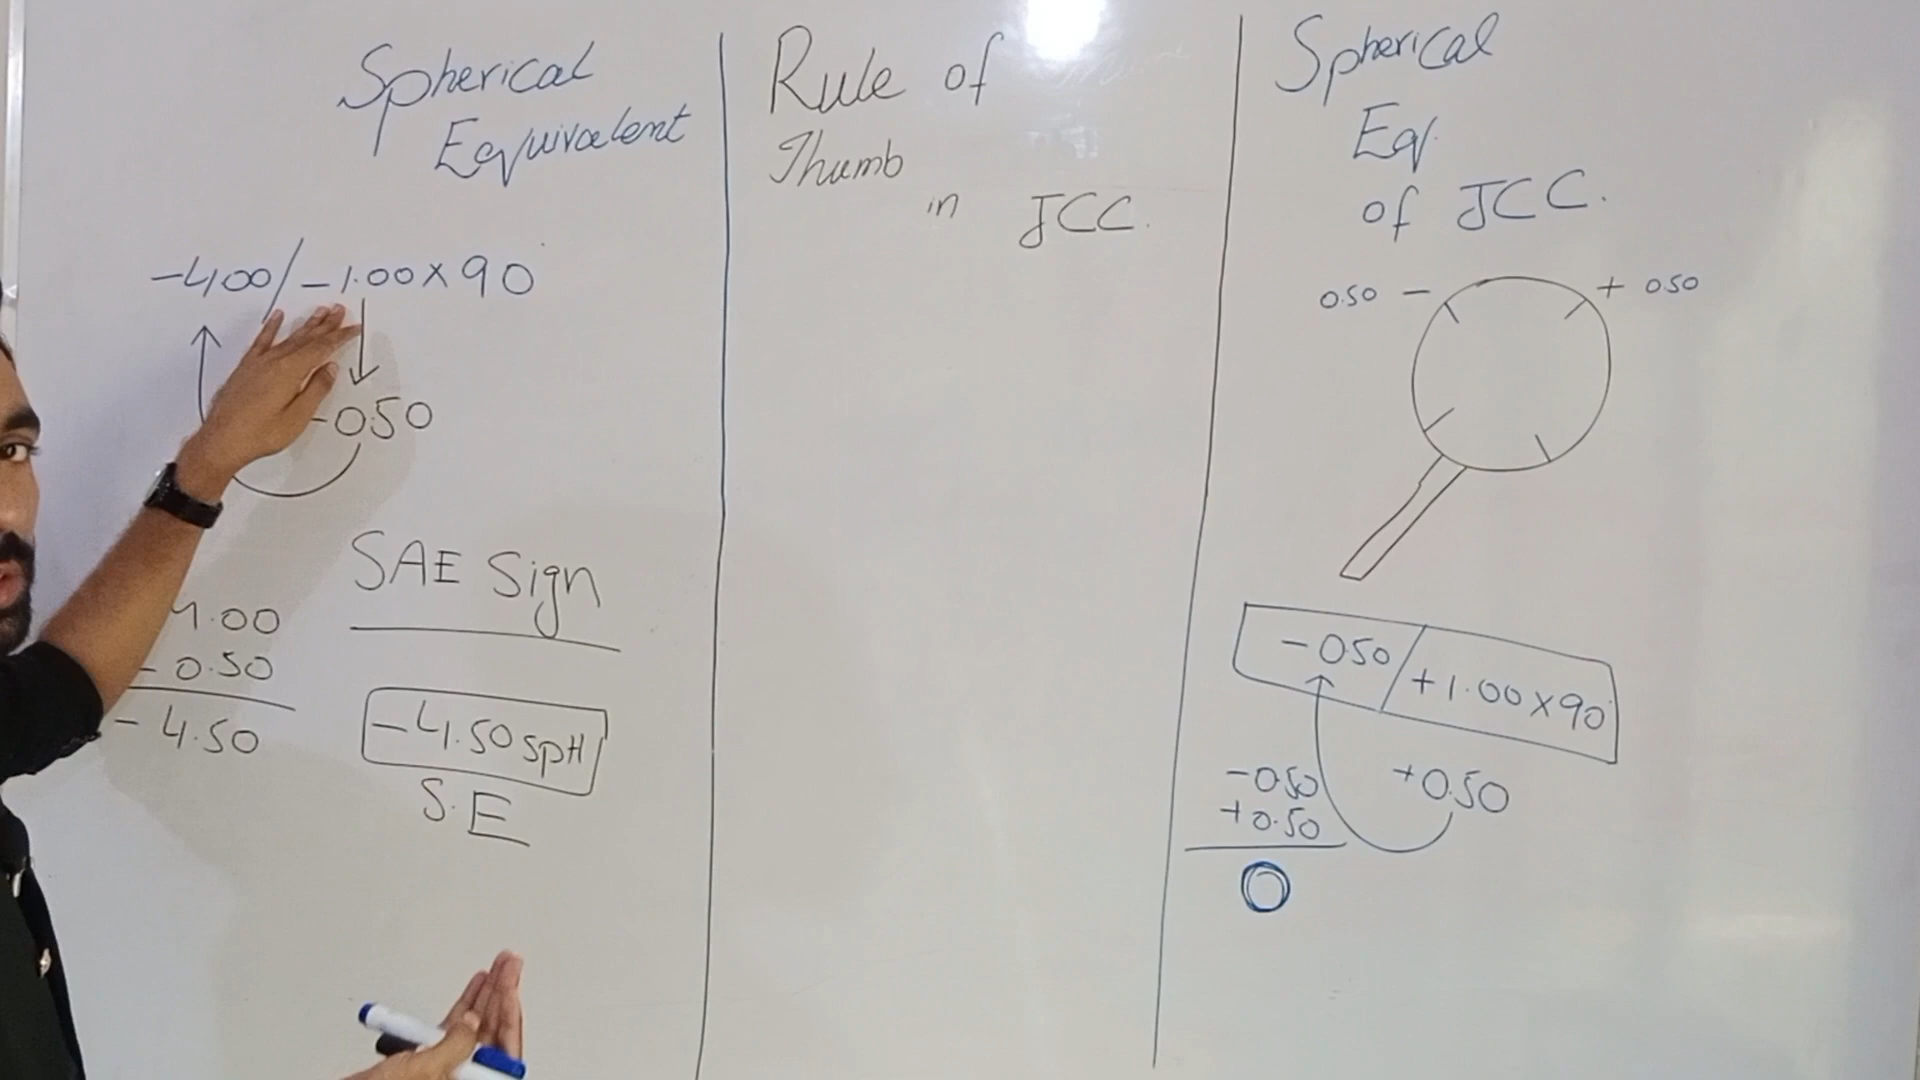 Spherical
Equivalent
-4.00/-1.00x90
-0.50
SAE Sign
4.00
- 0.50
- 4.50
-4.50 SpH
S.E
Rule of
Thumb
in JCC.
Spherical
Eq.
of JCC.
0.50 - + 0.50
-0.50/+1.00x90
-0.50
+0.50
+0.50
0